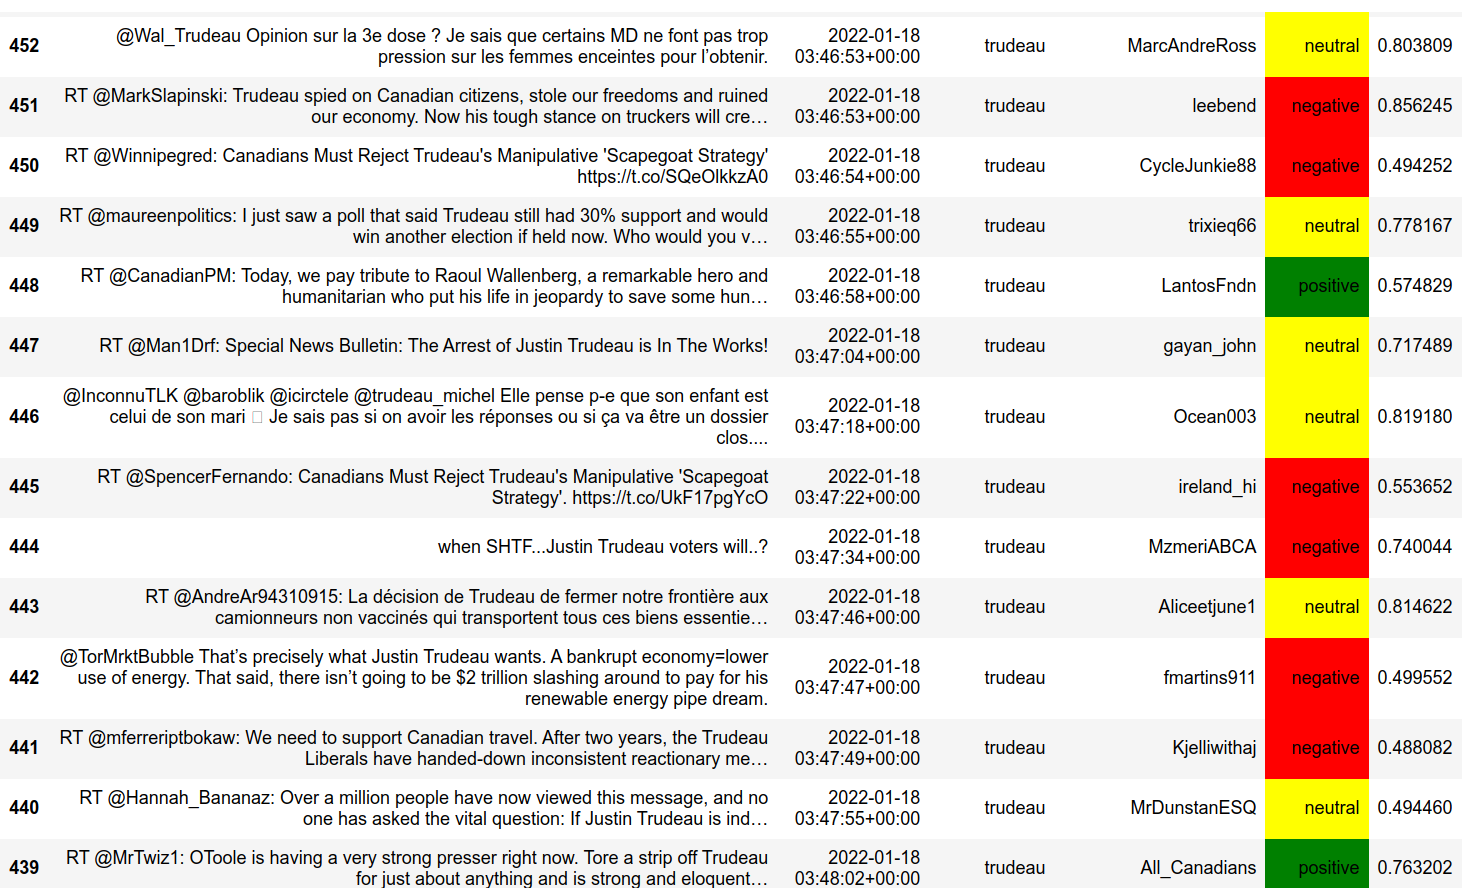 452 @Wal_Trudeau Opinion sur la 3e dose ? Je sais que certains MD ne font pas trop 2022-01-18 trudeau MarcAndreRoss neutral 0.803809
pression sur les femmes enceintes pour l’obtenir. 03:46:53+00:00
451 RT @MarkSlapinski: Trudeau spied on Canadian citizens, stole our freedoms and ruined 2022-01-18 trudeau leebend negative 0.856245
our economy. Now his tough stance on truckers will cre… 03:46:53+00:00
450 RT @Winnipegred: Canadians Must Reject Trudeau's Manipulative 'Scapegoat Strategy' 2022-01-18 trudeau CycleJunkie88 negative 0.494252
https://t.co/SQeOlkkzA0 03:46:54+00:00
449 RT @maureenpolitics: I just saw a poll that said Trudeau still had 30% support and would 2022-01-18 trudeau trixieq66 neutral 0.778167
win another election if held now. Who would you v… 03:46:55+00:00
448 RT @CanadianPM: Today, we pay tribute to Raoul Wallenberg, a remarkable hero and 2022-01-18 trudeau LantosFndn positive 0.574829
humanitarian who put his life in jeopardy to save some hun… 03:46:58+00:00
447 RT @Man1Drf: Special News Bulletin: The Arrest of Justin Trudeau is In The Works! 2022-01-18 trudeau gayan_john neutral 0.717489
03:47:04+00:00
446 @InconnuTLK @baroblik @icirctele @trudeau_michel Elle pense p-e que son enfant est 2022-01-18 trudeau Ocean003 neutral 0.819180
celui de son mari Je sais pas si on avoir les réponses ou si ça va être un dossier 03:47:18+00:00
clos....
445 RT @SpencerFernando: Canadians Must Reject Trudeau's Manipulative 'Scapegoat 2022-01-18 trudeau ireland_hi negative 0.553652
Strategy'. https://t.co/UkF17pgYcO 03:47:22+00:00
444 when SHTF...Justin Trudeau voters will..? 2022-01-18 trudeau MzmeriABCA negative 0.740044
03:47:34+00:00
443 RT @AndreAr94310915: La décision de Trudeau de fermer notre frontière aux 2022-01-18 trudeau Aliceetjune1 neutral 0.814622
camionneurs non vaccinés qui transportent tous ces biens essentie… 03:47:46+00:00
442 @TorMrktBubble That’s precisely what Justin Trudeau wants. A bankrupt economy=lower 2022-01-18 trudeau fmartins911 negative 0.499552
use of energy. That said, there isn’t going to be $2 trillion slashing around to pay for his 03:47:47+00:00
renewable energy pipe dream.
441 RT @mferreriptbokaw: We need to support Canadian travel. After two years, the Trudeau 2022-01-18 trudeau Kjelliwithaj negative 0.488082
Liberals have handed-down inconsistent reactionary me… 03:47:49+00:00
440 RT @Hannah_Bananaz: Over a million people have now viewed this message, and no 2022-01-18 trudeau MrDunstanESQ neutral 0.494460
one has asked the vital question: If Justin Trudeau is ind… 03:47:55+00:00
439 RT @MrTwiz1: OToole is having a very strong presser right now. Tore a strip off Trudeau 2022-01-18 trudeau All_Canadians positive 0.763202
for just about anything and is strong and eloquent… 03:48:02+00:00